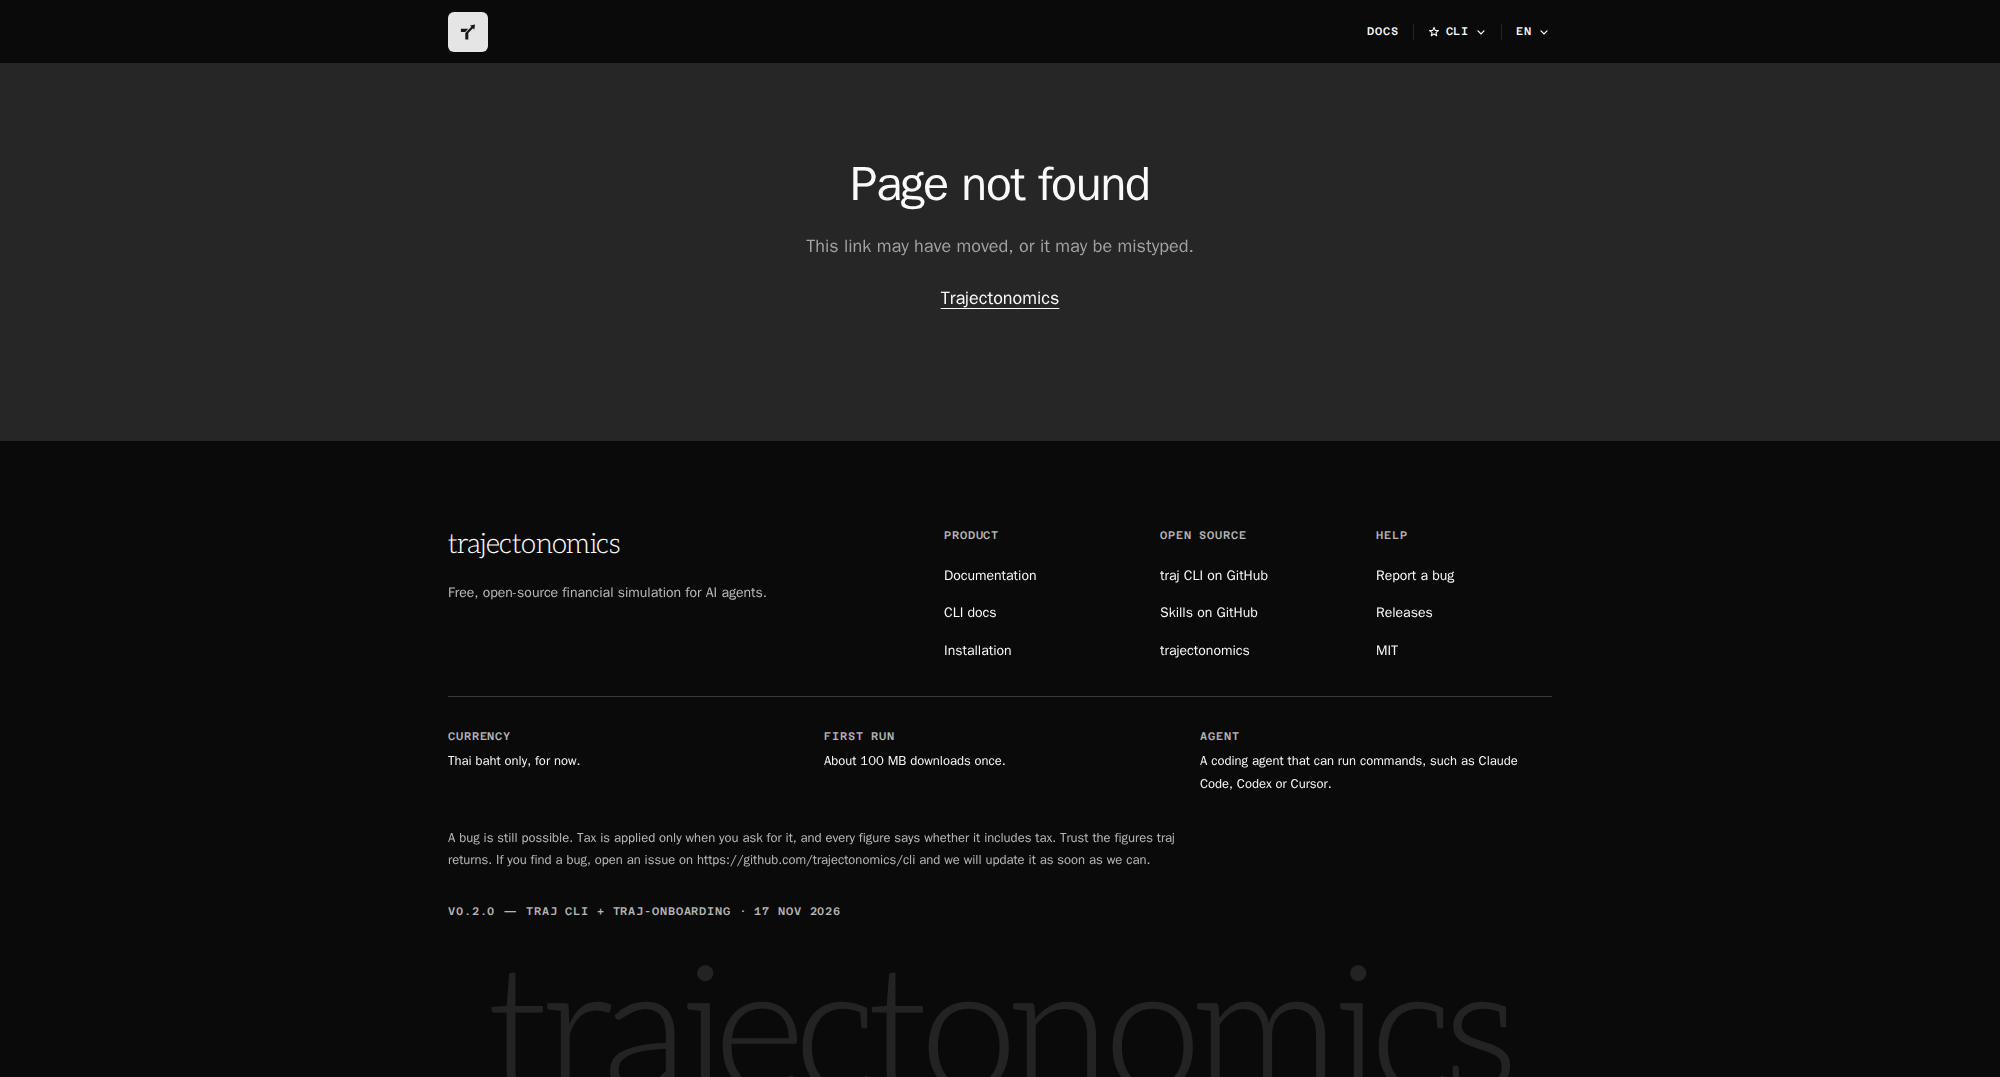 DOCS
CLI
EN
Page not found
This link may have moved, or it may be mistyped.
Trajectonomics
trajectonomics
Free, open-source financial simulation for AI agents.
PRODUCT
Documentation
CLI docs
Installation
OPEN SOURCE
traj CLI on GitHub
Skills on GitHub
trajectonomics
HELP
Report a bug
Releases
MIT
CURRENCY
Thai baht only, for now.
FIRST RUN
About 100 MB downloads once.
AGENT
A coding agent that can run commands, such as Claude
Code, Codex or Cursor.
A bug is still possible. Tax is applied only when you ask for it, and every figure says whether it includes tax. Trust the figures traj
returns. If you find a bug, open an issue on https://github.com/trajectonomics/cli and we will update it as soon as we can.
V0.2.0 — TRAJ CLI + TRAJ-ONBOARDING · 17 NOV 2026
trajectonomics